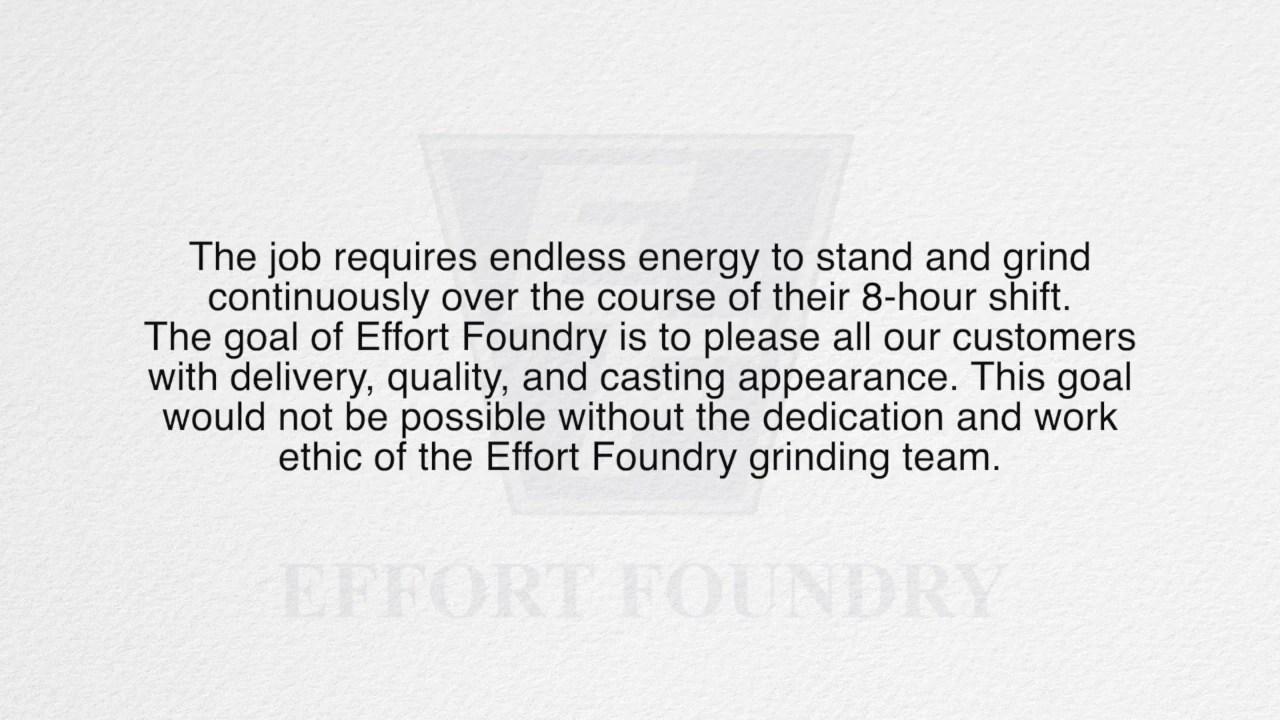 The job requires endless energy to stand and grind
continuously over the course of their 8-hour shift.
The goal of Effort Foundry is to please all our customers
with delivery, quality, and casting appearance. This goal
would not be possible without the dedication and work
ethic of the Effort Foundry grinding team.
EFFORT FOUNDRY